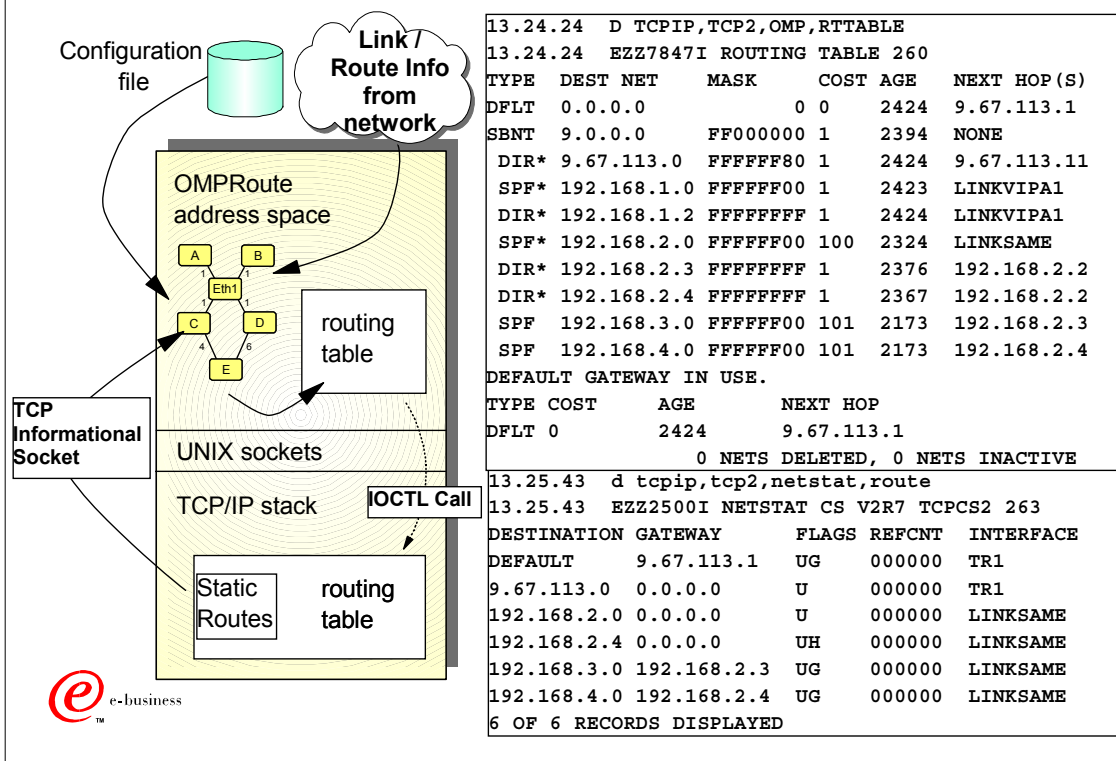 Configuration
file
Link /
Route Info
from
network
OMPRoute
address space
A
B
1
1
Eth1
1
1
C
D
4
6
E
routing
table
TCP
Informational
Socket
UNIX sockets
TCP/IP stack
IOCTL Call
Static
Routes
routing
table
e e-business
TM
13.24.24 D TCPIP,TCP2,OMP,RTTABLE
13.24.24 EZZ7847I ROUTING TABLE 260
TYPE DEST NET MASK COST AGE NEXT HOP(S)
DFLT 0.0.0.0 0 0 2424 9.67.113.1
SBNT 9.0.0.0 FF000000 1 2394 NONE
DIR* 9.67.113.0 FFFFFF80 1 2424 9.67.113.11
SPF* 192.168.1.0 FFFFFF00 1 2423 LINKVIPA1
DIR* 192.168.1.2 FFFFFFFF 1 2424 LINKVIPA1
SPF* 192.168.2.0 FFFFFF00 100 2324 LINKSAME
DIR* 192.168.2.3 FFFFFFFF 1 2376 192.168.2.2
DIR* 192.168.2.4 FFFFFFFF 1 2367 192.168.2.2
SPF 192.168.3.0 FFFFFF00 101 2173 192.168.2.3
SPF 192.168.4.0 FFFFFF00 101 2173 192.168.2.4
DEFAULT GATEWAY IN USE.
TYPE COST AGE NEXT HOP
DFLT 0 2424 9.67.113.1
0 NETS DELETED, 0 NETS INACTIVE
13.25.43 d tcpip,tcp2,netstat,route
13.25.43 EZZ2500I NETSTAT CS V2R7 TCPCS2 263
DESTINATION GATEWAY FLAGS REFCNT INTERFACE
DEFAULT 9.67.113.1 UG 000000 TR1
9.67.113.0 0.0.0.0 U 000000 TR1
192.168.2.0 0.0.0.0 U 000000 LINKSAME
192.168.2.4 0.0.0.0 UH 000000 LINKSAME
192.168.3.0 192.168.2.3 UG 000000 LINKSAME
192.168.4.0 192.168.2.4 UG 000000 LINKSAME
6 OF 6 RECORDS DISPLAYED